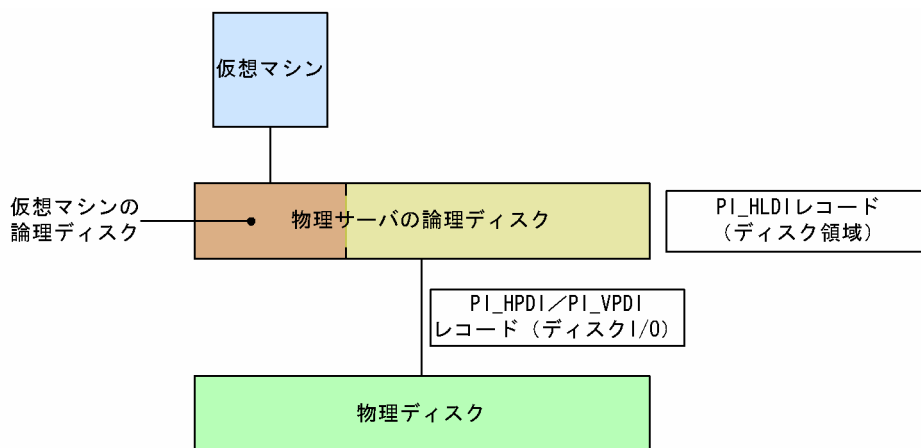 仮想マシン
仮想マシンの
論理ディスク
物理サーバの論理ディスク
PI_HLDIレコード
（ディスク領域）
PI_HPDI／PI_VPDI
レコード（ディスクI/O）
物理ディスク